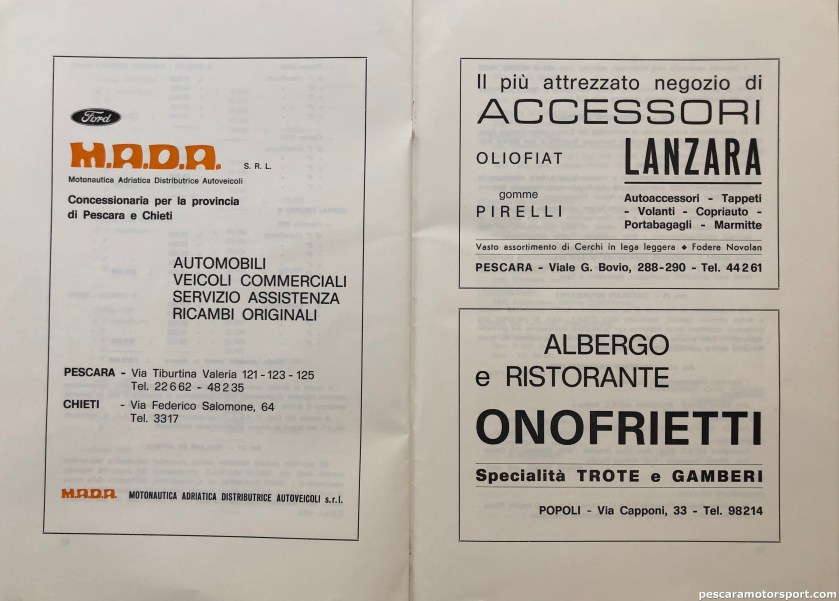 Ford
M.A.D.A. S. R. L.
Motonautica Adriatica Distributrice Autoveicoli
Concessionaria per la provincia
di Pescara e Chieti
AUTOMOBILI
VEICOLI COMMERCIALI
SERVIZIO ASSISTENZA
RICAMBI ORIGINALI
PESCARA - Via Tiburtina Valeria 121 - 123 - 125
Tel. 22662 - 48235
CHIETI - Via Federico Salomone, 64
Tel. 3317
M.A.D.A. MOTONAUTICA ADRIATICA DISTRIBUTRICE AUTOVEICOLI s.r.l.
Il più attrezzato negozio di
ACCESSORI
OLIOFIAT LANZARA
gomme
PIRELLI
Autoaccessori - Tappeti
- Volanti - Copriauto -
Portabagagli - Marmitte
Vasto assortimento di Cerchi in lega leggera ◆ Fodere Novolan
PESCARA - Viale G. Bovio, 288-290 - Tel. 44261
ALBERGO
e RISTORANTE
ONOFRIETTI
Specialità TROTE e GAMBERI
POPOLI - Via Capponi, 33 - Tel. 98214
pescaramotorsport.com